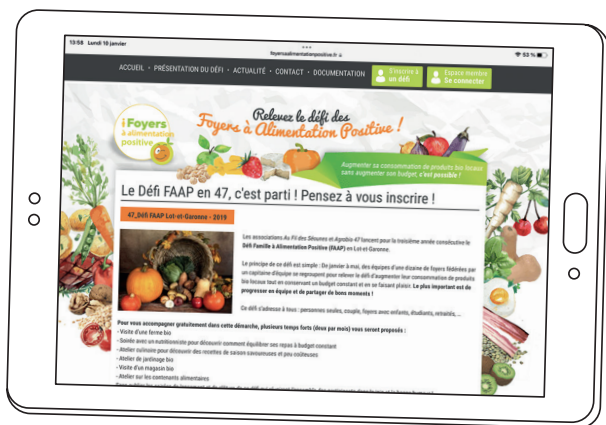 13:58 Lundi 10 janvier
foyersaalimentationpositive.fr
53 %
ACCUEIL • PRÉSENTATION DU DÉFI • ACTUALITÉ • CONTACT • DOCUMENTATION
S'inscrire à un défi
Espace membre Se connecter
Foyers
à alimentation
positive
Relevez le défi des
Foyers à Alimentation Positive !
Augmenter sa consommation de produits bio locaux
sans augmenter son budget, c'est possible !
Le Défi FAAP en 47, c'est parti ! Pensez à vous inscrire !
47_Défi FAAP Lot-et-Garonne - 2019
Les associations Au Fil des Séounes et Agrobio 47 lancent pour la troisième année consécutive le
Défi Famille à Alimentation Positive (FAAP) en Lot et Garonne.
Le principe de ce défi est simple : De janvier à mai, des équipes d'une dizaine de foyers fédérées par
un capitaine d'équipe se regroupent pour relever le défi d'augmenter leur consommation de produits
bio locaux tout en conservant un budget constant et en se faisant plaisir. Le plus important est de
progresser en équipe et de partager de bons moments !
Ce défi s'adresse à tous : personnes seules, couple, foyers avec enfants, étudiants, retraités, ...
Pour vous accompagner gratuitement dans cette démarche, plusieurs temps forts (deux par mois) vous seront proposés :
- Visite d'une ferme bio
- Soirée avec un nutritionniste pour découvrir comment équilibrer ses repas à budget constant
- Atelier culinaire pour découvrir des recettes de saison savoureuses et peu coûteuses
- Atelier de jardinage bio
- Visite d'un magasin bio
- Atelier sur les contenants alimentaires